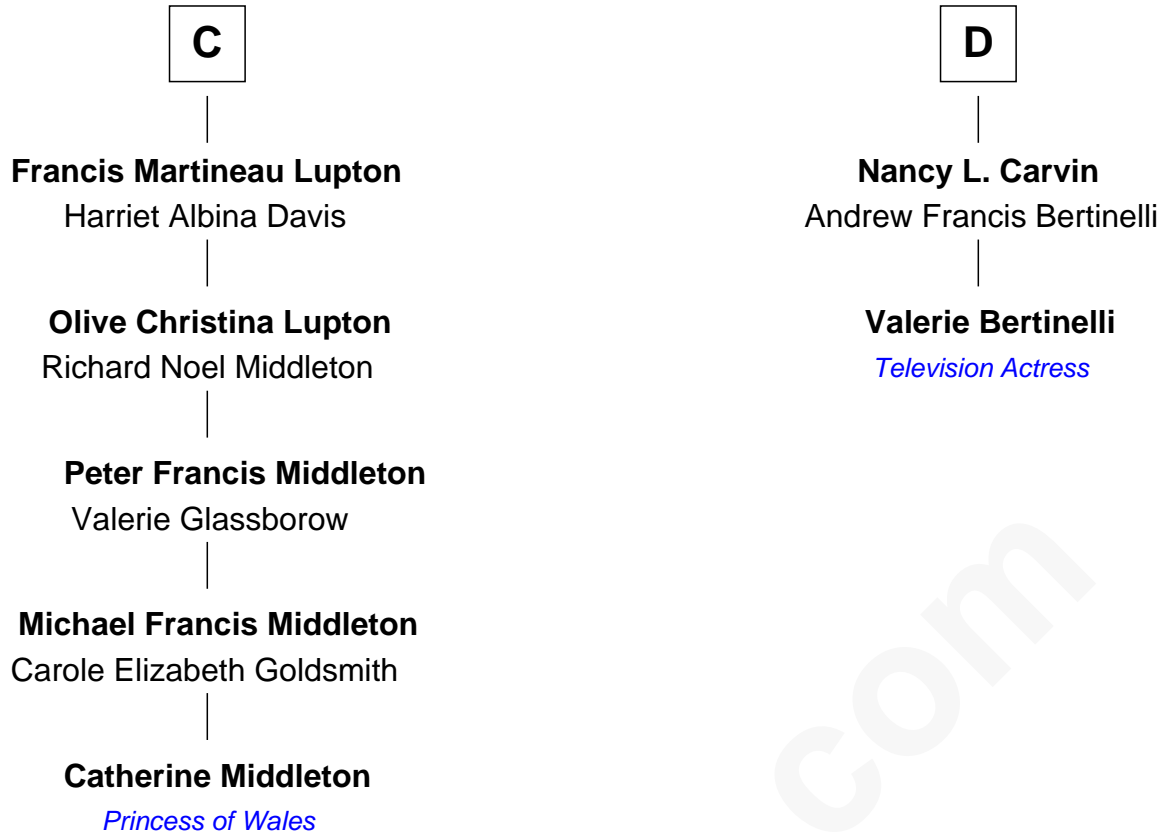 C
Francis Martineau Lupton
Harriet Albina Davis
Olive Christina Lupton
Richard Noel Middleton
Peter Francis Middleton
Valerie Glassborow
Michael Francis Middleton
Carole Elizabeth Goldsmith
Catherine Middleton
Princess of Wales
D
Nancy L. Carvin
Andrew Francis Bertinelli
Valerie Bertinelli
Television Actress
com